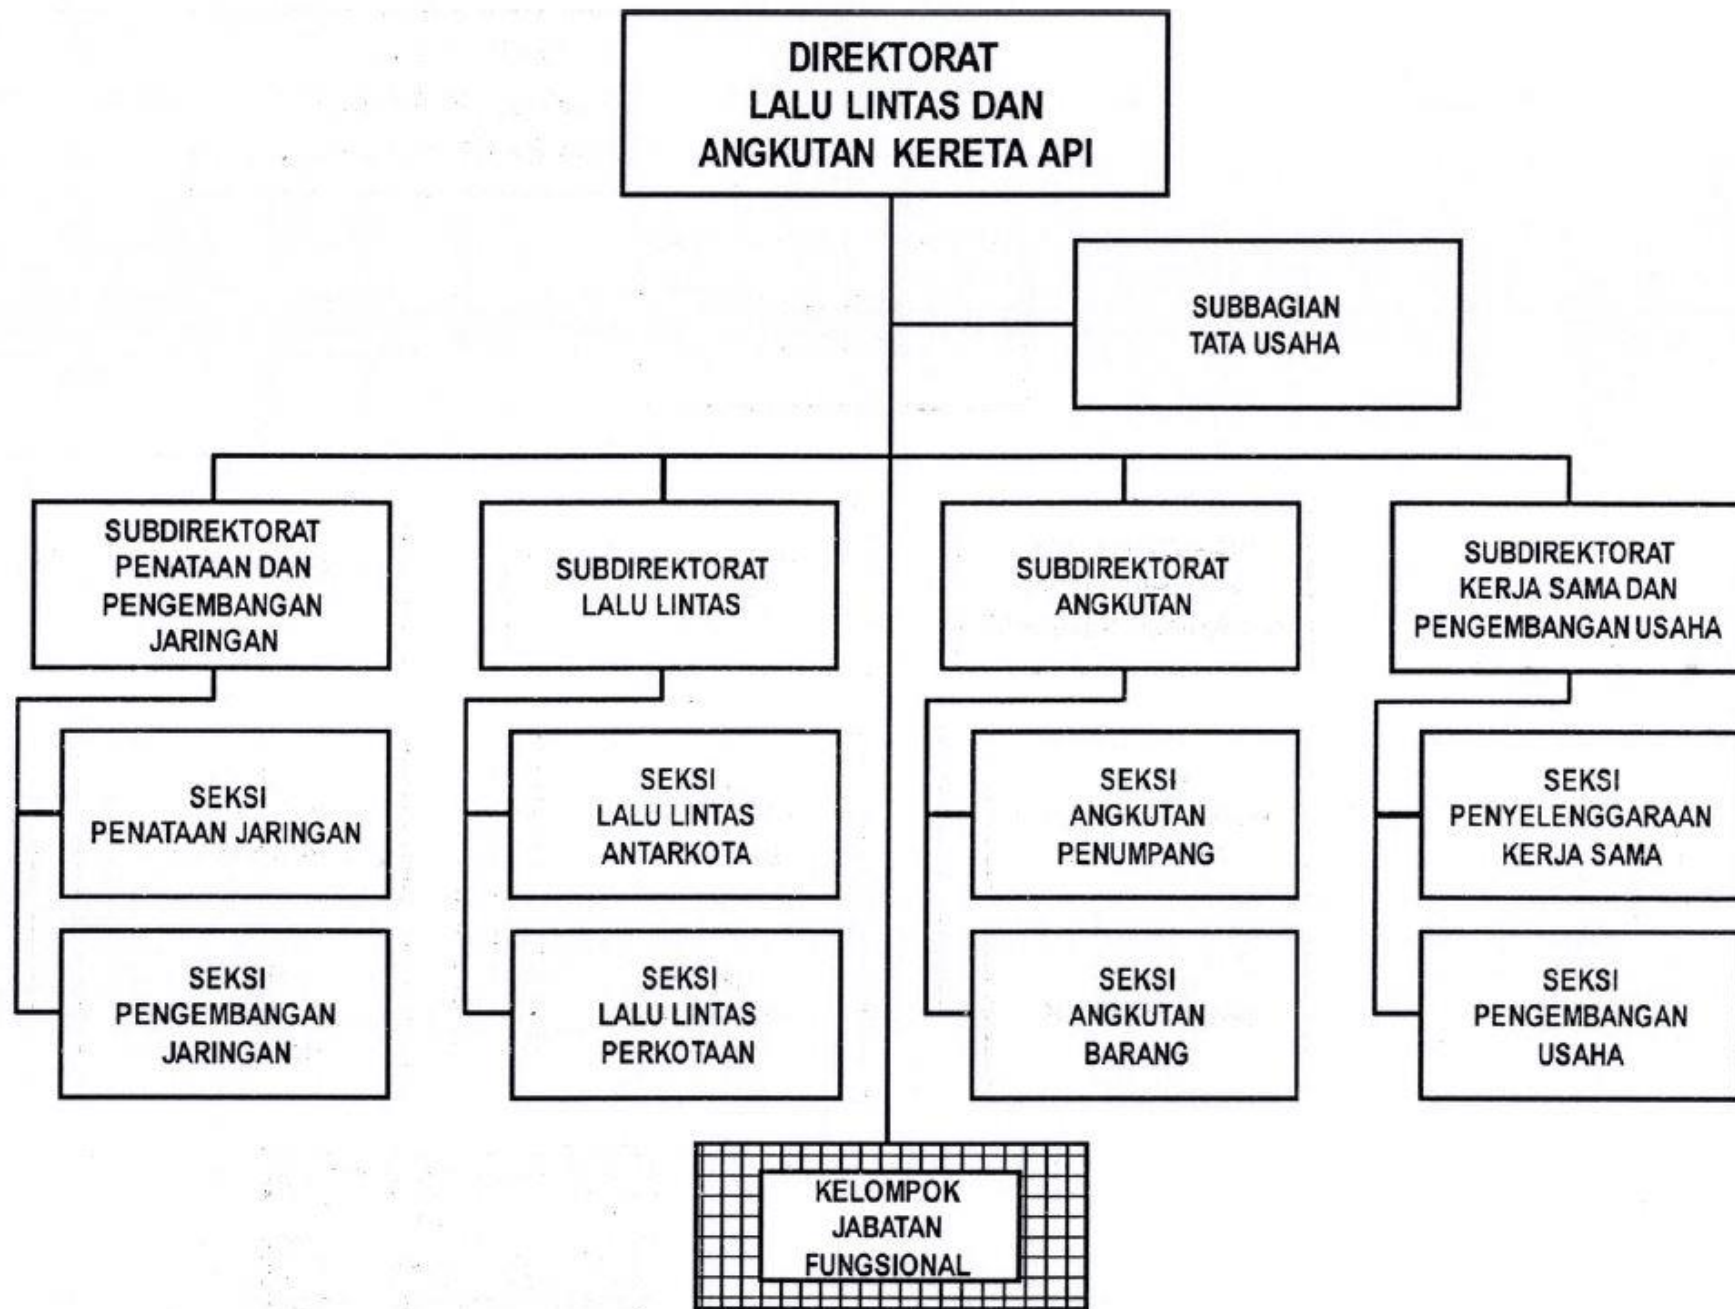 DIREKTORAT
LALU LINTAS DAN
ANGKUTAN KERETA API
SUBBAGIAN
TATA USAHA
SUBDIREKTORAT
PENATAAN DAN
PENGEMBANGAN
JARINGAN
SUBDIREKTORAT
LALU LINTAS
SUBDIREKTORAT
ANGKUTAN
SUBDIREKTORAT
KERJA SAMA DAN
PENGEMBANGAN USAHA
SEKSI
PENATAAN JARINGAN
SEKSI
LALU LINTAS
ANTARKOTA
SEKSI
ANGKUTAN
PENUMPANG
SEKSI
PENYELENGGARAAN
KERJA SAMA
SEKSI
PENGEMBANGAN
JARINGAN
SEKSI
LALU LINTAS
PERKOTAAN
SEKSI
ANGKUTAN
BARANG
SEKSI
PENGEMBANGAN
USAHA
KELOMPOK
JABATAN
FUNGSIONAL